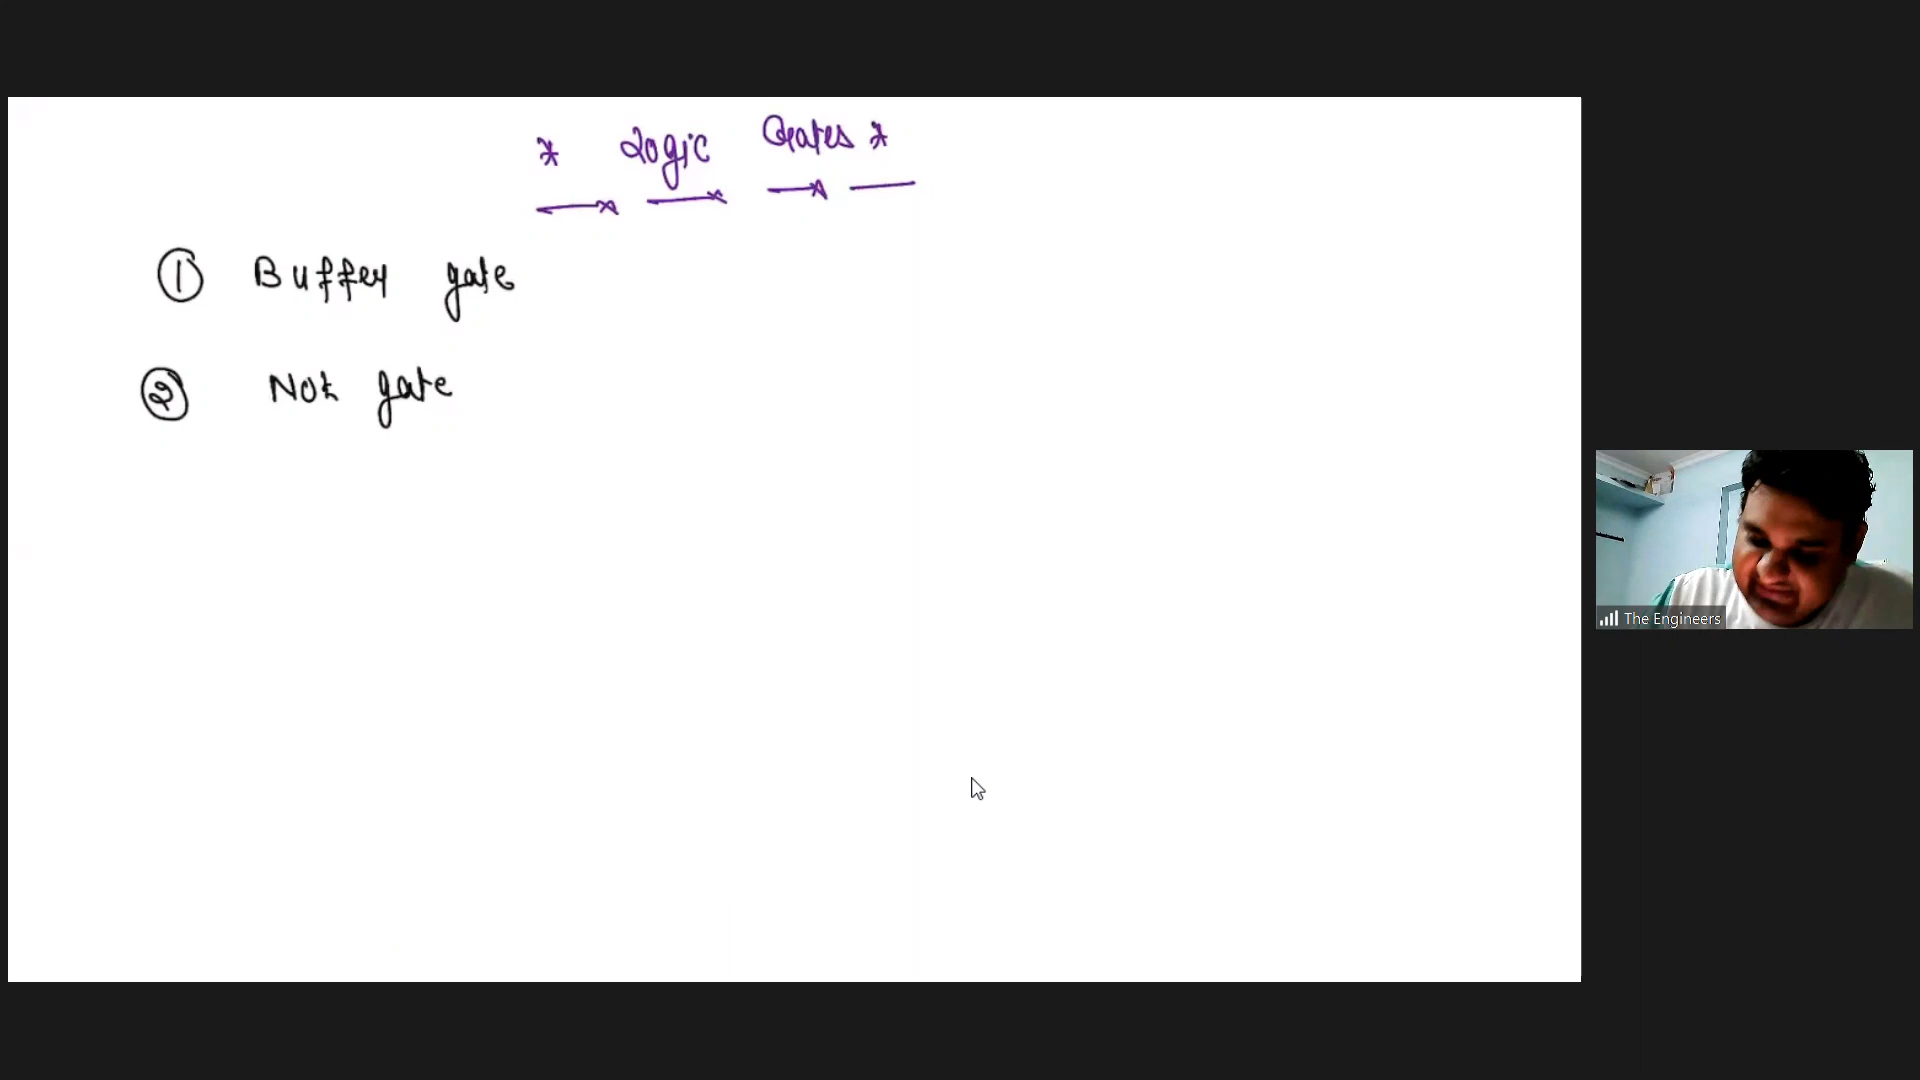 * Logic Gates *
① Buffer gate
② Not gate
The Engineers